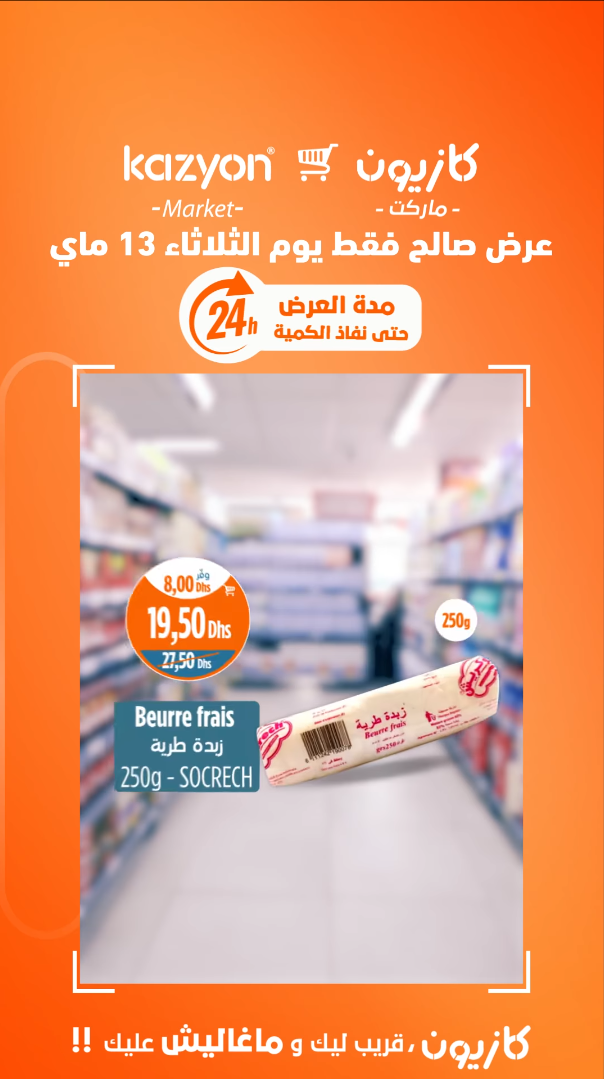 kazyon® كازيون
-Market- - ماركت -
عرض صالح فقط يوم الثلاثاء 13 ماي
24h
مدة العرض
حتى نفاذ الكمية
وفّر
8,00 Dhs
19,50 Dhs
27,50 Dhs
250g
Beurre frais
زبدة طرية
250g - SOCRECH
زبدة طرية
Beurre frais
كازيون، قريب ليك و ماغاليش عليك !!